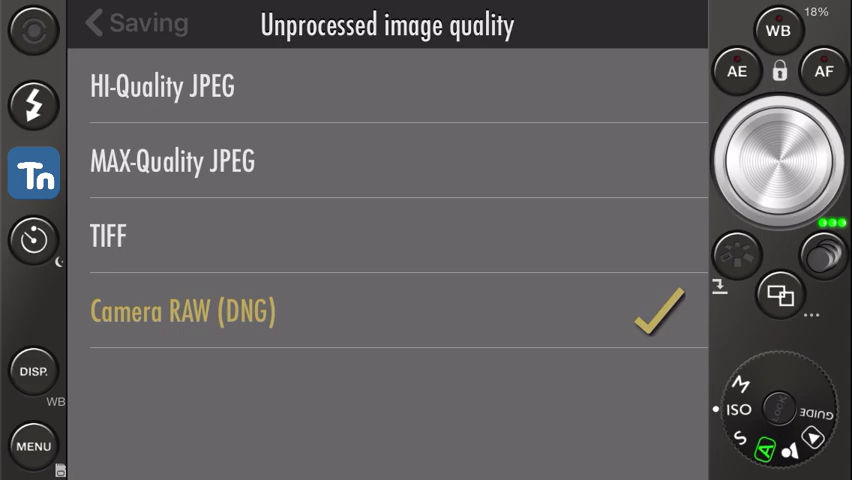 Saving
Unprocessed image quality
HI-Quality JPEG
MAX-Quality JPEG
TIFF
Camera RAW (DNG)
Tn
DISP.
WB
MENU
18%
WB
AE
AF
M
ISO
S
A
LOCK
GUIDE